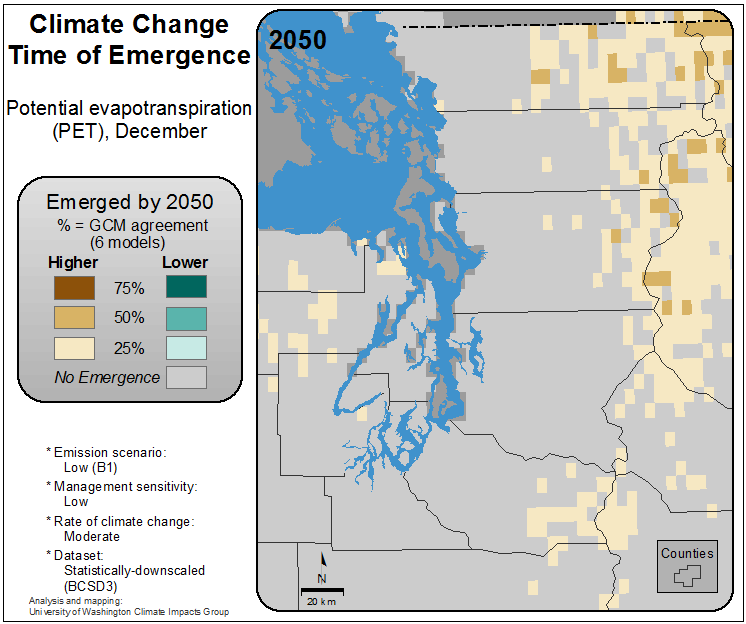 Climate Change
Time of Emergence
Potential evapotranspiration
(PET), December
Emerged by 2050
% = GCM agreement
(6 models)
Higher Lower
75%
50%
25%
No Emergence
* Emission scenario:
Low (B1)
* Management sensitivity:
Low
* Rate of climate change:
Moderate
* Dataset:
Statistically-downscaled
(BCSD3)
Analysis and mapping:
University of Washington Climate Impacts Group
2050
N
20 km
Counties